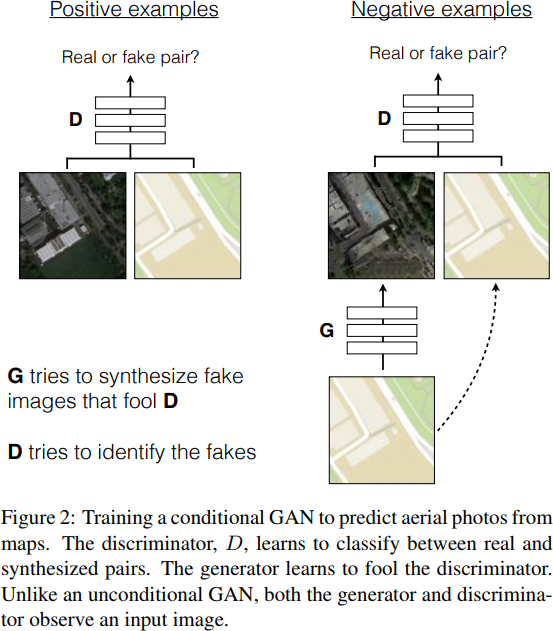 Positive examples
Negative examples
Real or fake pair?
Real or fake pair?
D
D
G
G tries to synthesize fake
images that fool D
D tries to identify the fakes
Figure 2: Training a conditional GAN to predict aerial photos from
maps. The discriminator, D, learns to classify between real and
synthesized pairs. The generator learns to fool the discriminator.
Unlike an unconditional GAN, both the generator and discrimina-
tor observe an input image.